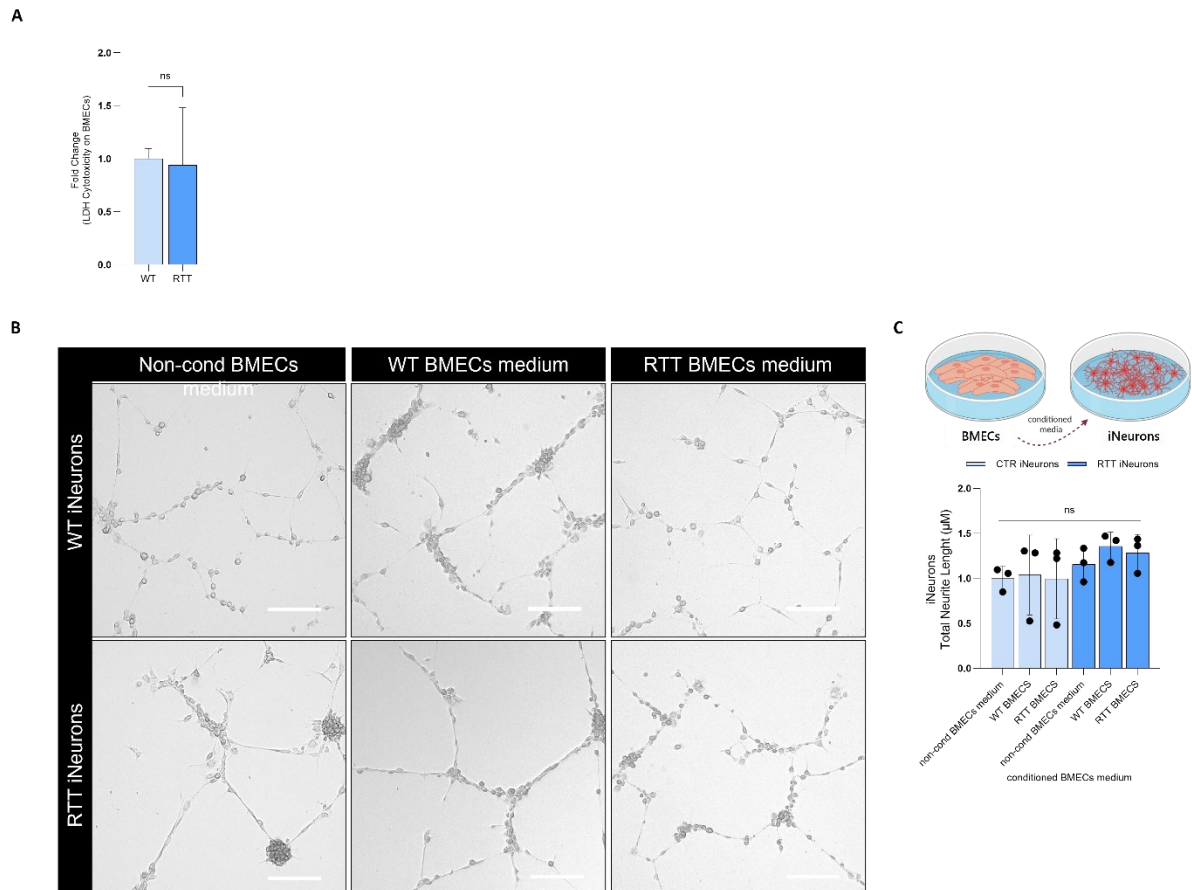 A
2.0
ns
1.5
Fold Change
(LDH Cytotoxicity on BMECs)
1.0
0.5
0.0
WT
RTT
B
Non-cond BMECs
medium
WT BMECs medium
RTT BMECs medium
WT iNeurons
RTT iNeurons
C
conditioned
media
BMECs
iNeurons
CTR iNeurons
RTT iNeurons
2.0
ns
1.5
iNeurons
Total Neurite Lenght (µM)
1.0
0.5
0.0
non-cond BMECs medium
WT BMECS
RTT BMECS
non-cond BMECs medium
WT BMECS
RTT BMECS
conditioned BMECs medium